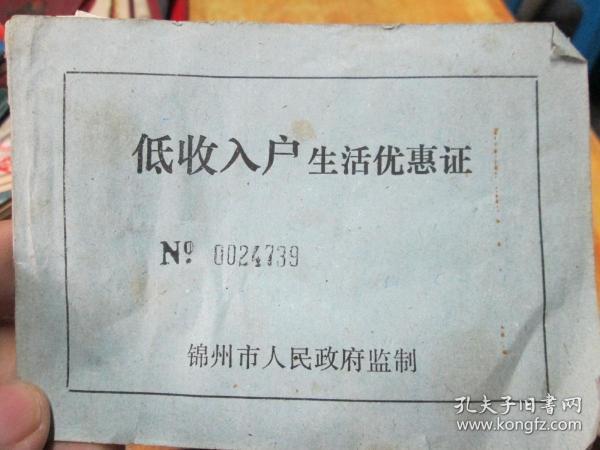 低收入户生活优惠证
Nº 0024739
锦州市人民政府监制
孔夫子旧書网
www.kongfz.com